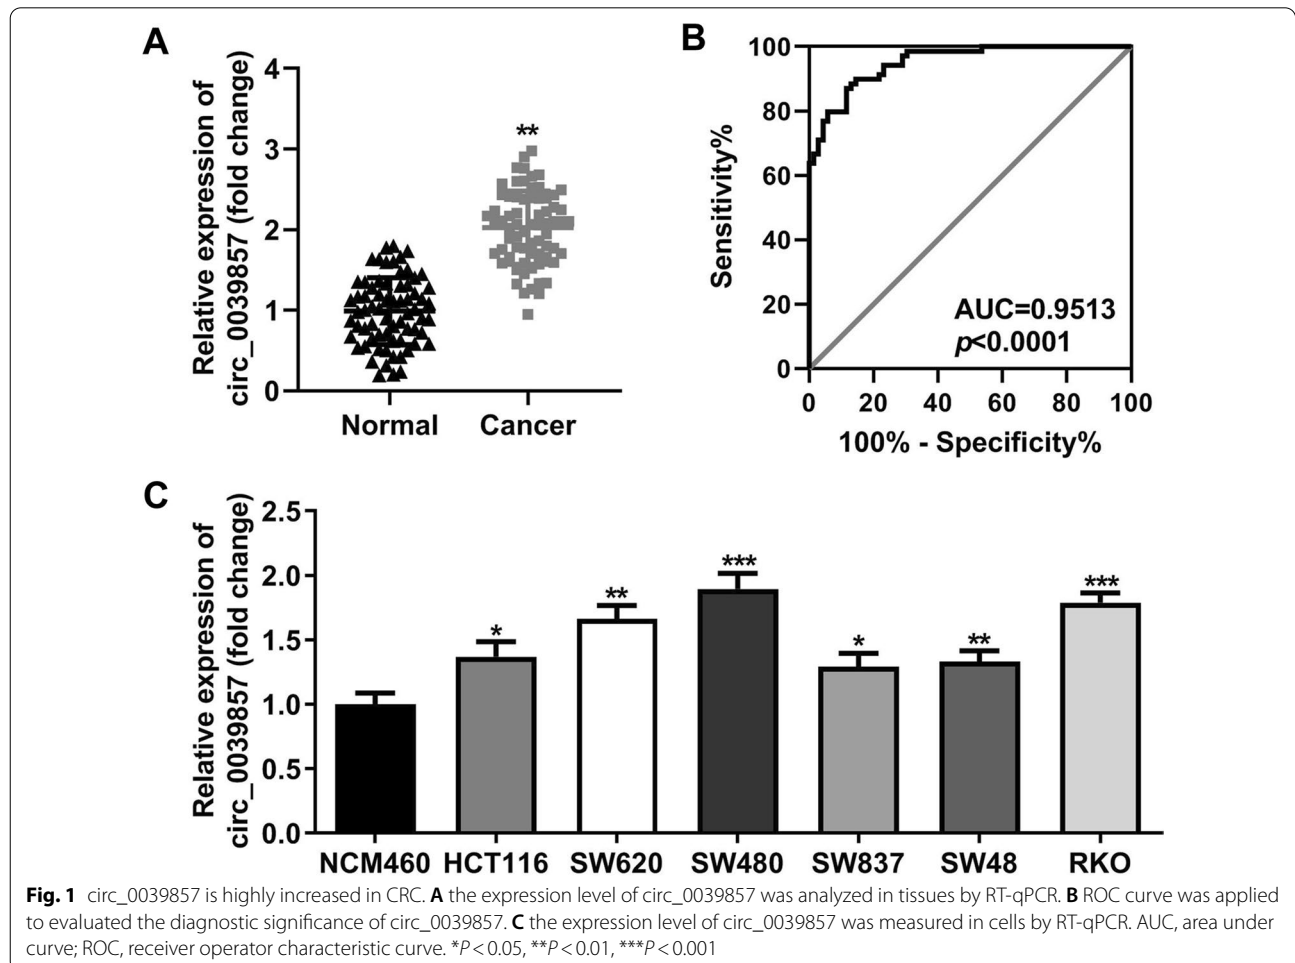 A
Relative expression of
circ_0039857 (fold change)
4
3
2
1
0
**
Normal
Cancer
B
Sensitivity%
100
80
60
40
20
0
AUC=0.9513
p<0.0001
0 20 40 60 80 100
100% - Specificity%
C
Relative expression of
circ_0039857 (fold change)
2.5
2.0
1.5
1.0
0.5
0.0
* ** *** * ** ***
NCM460 HCT116 SW620 SW480 SW837 SW48 RKO
Fig. 1 circ_0039857 is highly increased in CRC. A the expression level of circ_0039857 was analyzed in tissues by RT-qPCR. B ROC curve was applied
to evaluated the diagnostic significance of circ_0039857. C the expression level of circ_0039857 was measured in cells by RT-qPCR. AUC, area under
curve; ROC, receiver operator characteristic curve. *P < 0.05, **P < 0.01, ***P < 0.001